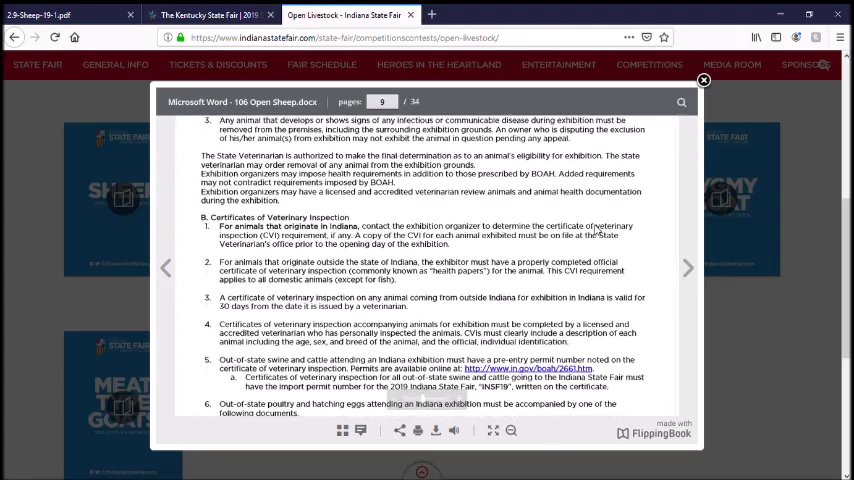 2.9-Sheep-19-1.pdf
The Kentucky State Fair | 2019 S
Open Livestock - Indiana State Fair
https://www.indianastatefair.com/state-fair/competitionscontests/open-livestock/
STATE FAIR GENERAL INFO TICKETS & DISCOUNTS FAIR SCHEDULE HEROES IN THE HEARTLAND ENTERTAINMENT COMPETITIONS MEDIA ROOM SPONSORS
Microsoft Word - 106 Open Sheep.docx pages: 9 / 34
3. Any animal that develops or shows signs of any infectious or communicable disease during exhibition must be
removed from the premises, including the surrounding exhibition grounds. An owner who is disputing the exclusion
of his/her animal(s) from exhibition may not exhibit the animal in question pending any appeal.
The State Veterinarian is authorized to make the final determination as to an animal's eligibility for exhibition. The state
veterinarian may order removal of any animal from the exhibition grounds.
Exhibition organizers may impose health requirements in addition to those prescribed by BOAH. Added requirements
may not contradict requirements imposed by BOAH.
Exhibition organizers may have a licensed and accredited veterinarian review animals and animal health documentation
during the exhibition.
B. Certificates of Veterinary Inspection
1. For animals that originate in Indiana, contact the exhibition organizer to determine the certificate of veterinary
inspection (CVI) requirement, if any. A copy of the CVI for each animal exhibited must be on file at the State
Veterinarian's office prior to the opening day of the exhibition.
2. For animals that originate outside the state of Indiana, the exhibitor must have a properly completed official
certificate of veterinary inspection (commonly known as "health papers") for the animal. This CVI requirement
applies to all domestic animals (except for fish).
3. A certificate of veterinary inspection on any animal coming from outside Indiana for exhibition in Indiana is valid for
30 days from the date it is issued by a veterinarian.
4. Certificates of veterinary inspection accompanying animals for exhibition must be completed by a licensed and
accredited veterinarian who has personally inspected the animals. CVIs must clearly include a description of each
animal including the age, sex, and breed of the animal, and the official, individual identification.
5. Out-of-state swine and cattle attending an Indiana exhibition must have a pre-entry permit number noted on the
certificate of veterinary inspection. Permits are available online at: http://www.in.gov/boah/2661.htm.
a. Certificates of veterinary inspection for all out-of-state swine and cattle going to the Indiana State Fair must
have the import permit number for the 2019 Indiana State Fair, "INSF19", written on the certificate.
6. Out-of-state poultry and hatching eggs attending an Indiana exhibition must be accompanied by one of the
following documents.
made with
FlippingBook
STATE FAIR
SHEE
STATE FAIR
YGMY
AT
STATE FAIR
MEAT
THE
GOATS